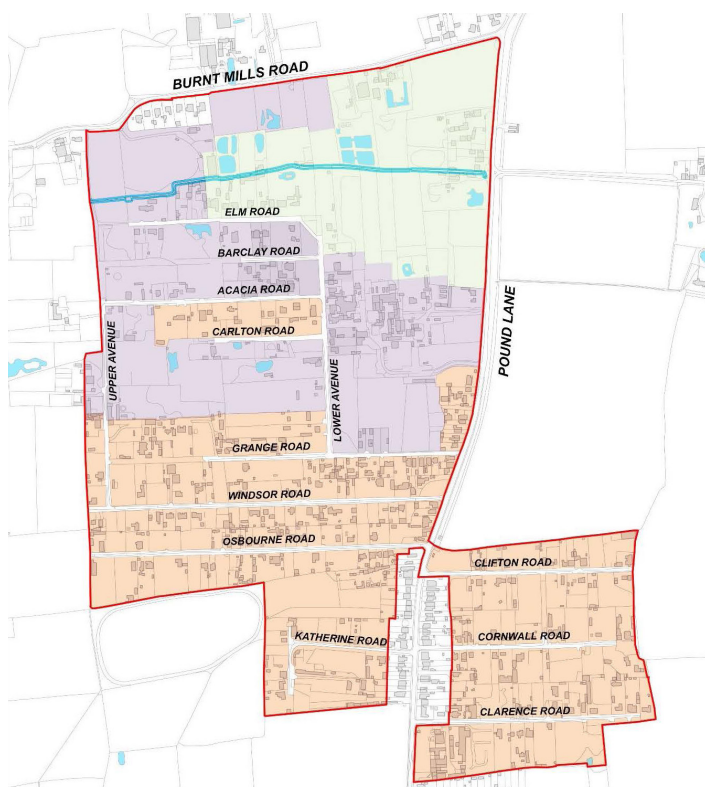 BURNT MILLS ROAD
ELM ROAD
BARCLAY ROAD
ACACIA ROAD
CARLTON ROAD
UPPER AVENUE
LOWER AVENUE
POUND LANE
GRANGE ROAD
WINDSOR ROAD
OSBOURNE ROAD
CLIFTON ROAD
KATHERINE ROAD
CORNWALL ROAD
CLARENCE ROAD